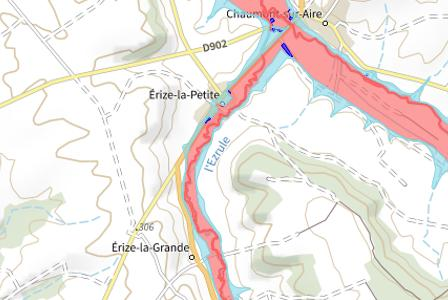 Chaumont-sur-Aire
D902
Érize-la-Petite
l'Ezrule
306
Érize-la-Grande